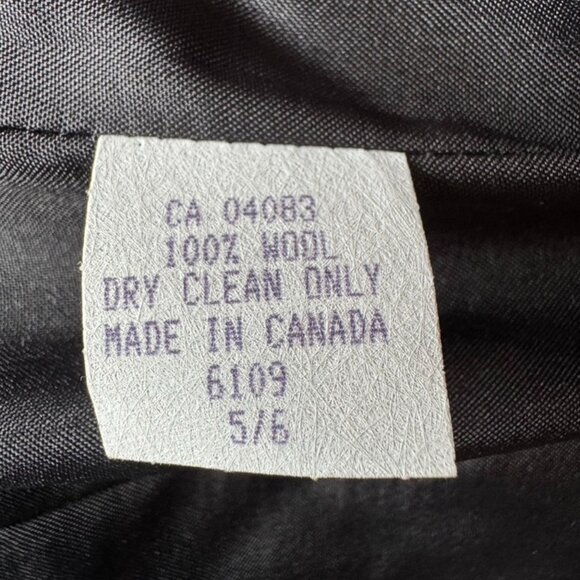 CA 04083
100% WOOL
DRY CLEAN ONLY
MADE IN CANADA
6109
5/6